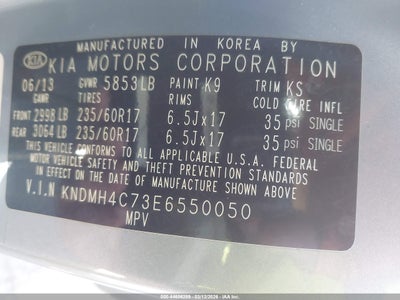 MANUFACTURED IN KOREA BY
KIA KIA MOTORS CORPORATION
06/13 GVWR 5853LB PAINT K9 TRIM KS
GAWR TIRES RIMS COLD TIRE INFL
FRONT 2998 LB 235/60R17 6.5Jx17 35 psi SINGLE
REAR 3064 LB 235/60R17 6.5Jx17 35 psi SINGLE
THIS VEHICLE CONFORMS TO ALL APPLICABLE U.S.A. FEDERAL
MOTOR VEHICLE SAFETY, BUMPER, AND THEFT PREVENTION
STANDARDS IN EFFECT ON THE DATE OF MANUFACTURE SHOWN ABOVE
V.I.N KNDMH4C73E6550050
MPV